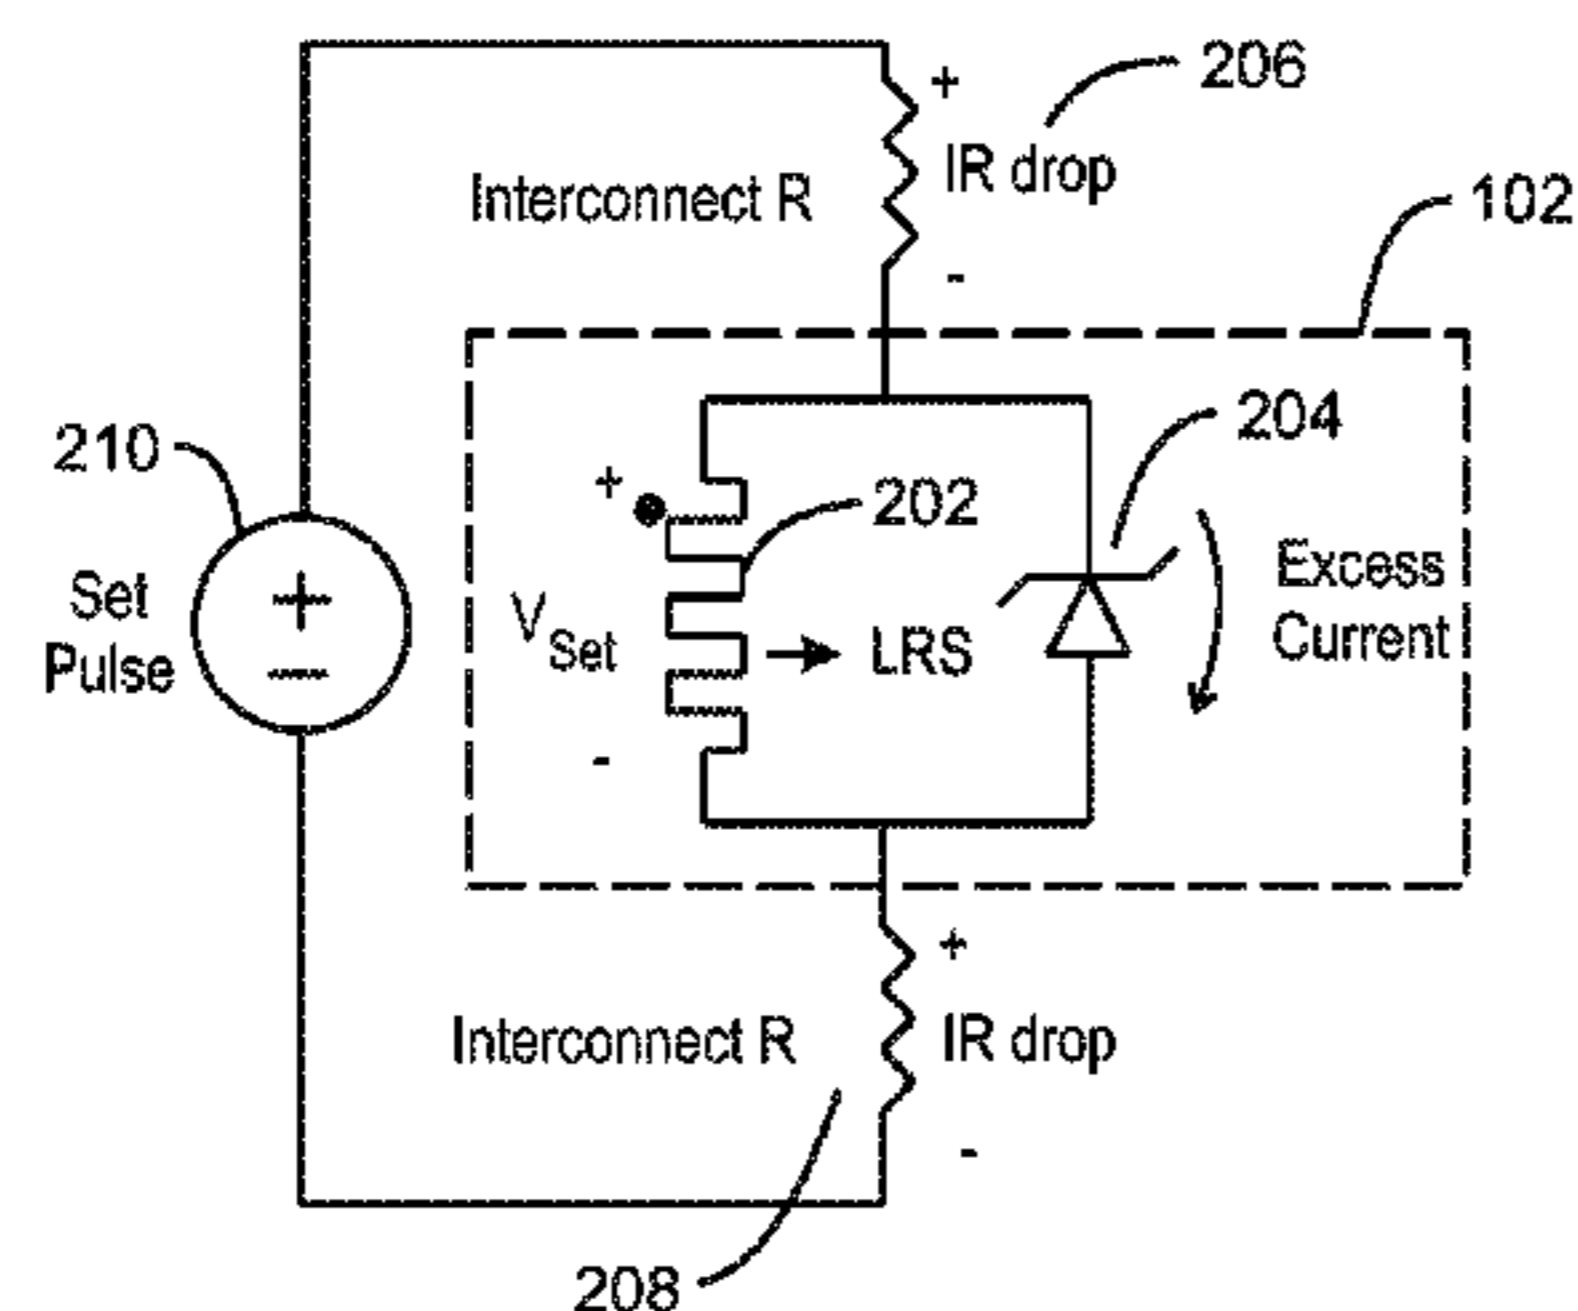 206
+
IR drop
Interconnect R
-
102
204
210
+
202
Set
Pulse
+
−
V Set
LRS
Excess
Current
-
+
Interconnect R
IR drop
-
208